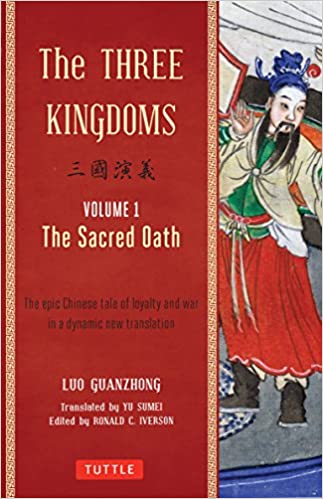 The THREE
KINGDOMS
三國演義
VOLUME 1
The Sacred Oath
The epic Chinese tale of loyalty and war
in a dynamic new translation
LUO GUANZHONG
Translated by YU SUMEI
Edited by RONALD C. IVERSON
TUTTLE